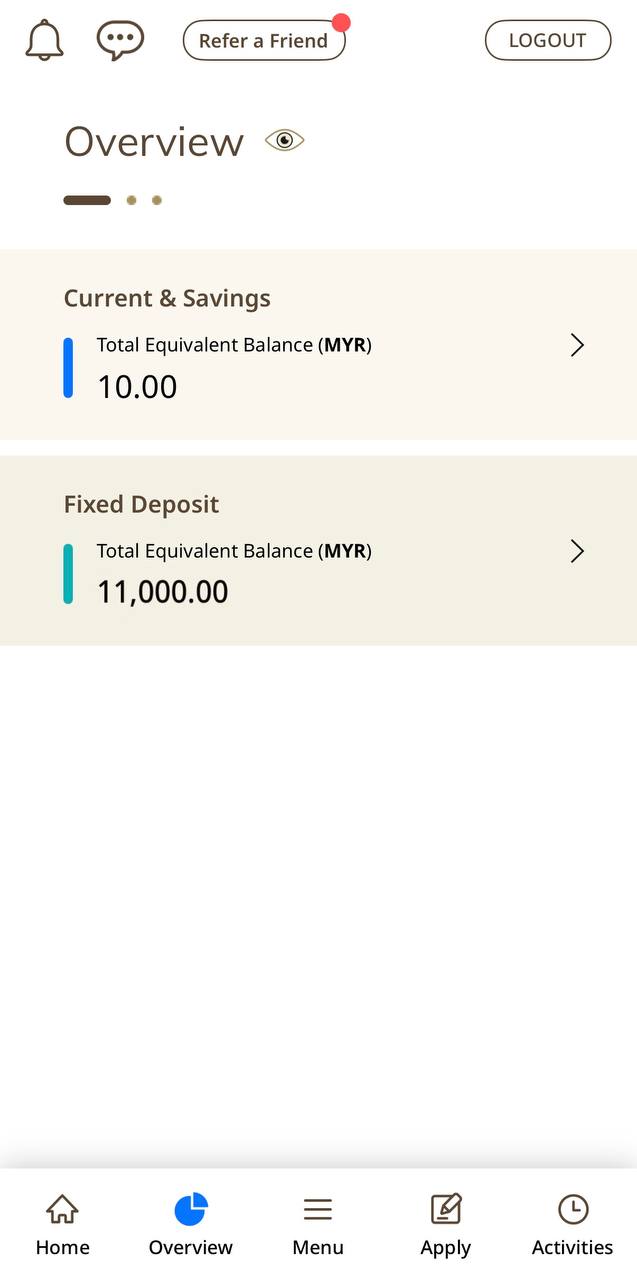 Refer a Friend
LOGOUT
Overview
Current & Savings
Total Equivalent Balance (MYR)
10.00
Fixed Deposit
Total Equivalent Balance (MYR)
11,000.00
Home
Overview
Menu
Apply
Activities